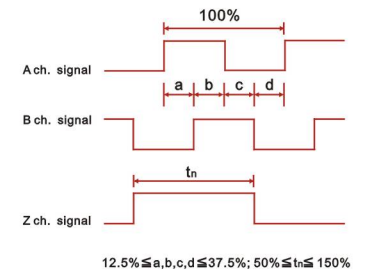 100%
A ch. signal
a b c d
B ch. signal
tn
Z ch. signal
12.5%≦a,b,c,d≦37.5%; 50%≦tn≦ 150%